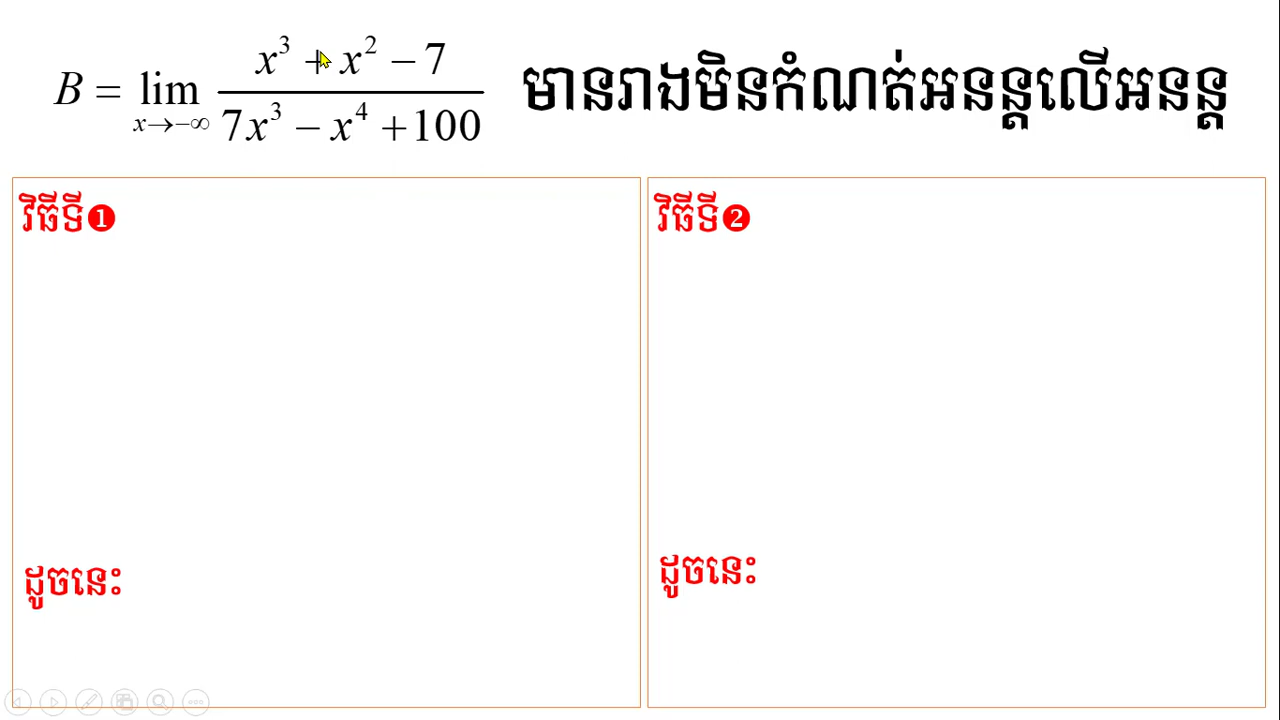 B = lim x→−∞ (x³ + x² − 7) / (7x³ − x⁴ + 100) មានរាងមិនកំណត់អនន្តលើអនន្ត
វិធីទី❶
វិធីទី❷
ដូចនេះ
ដូចនេះ